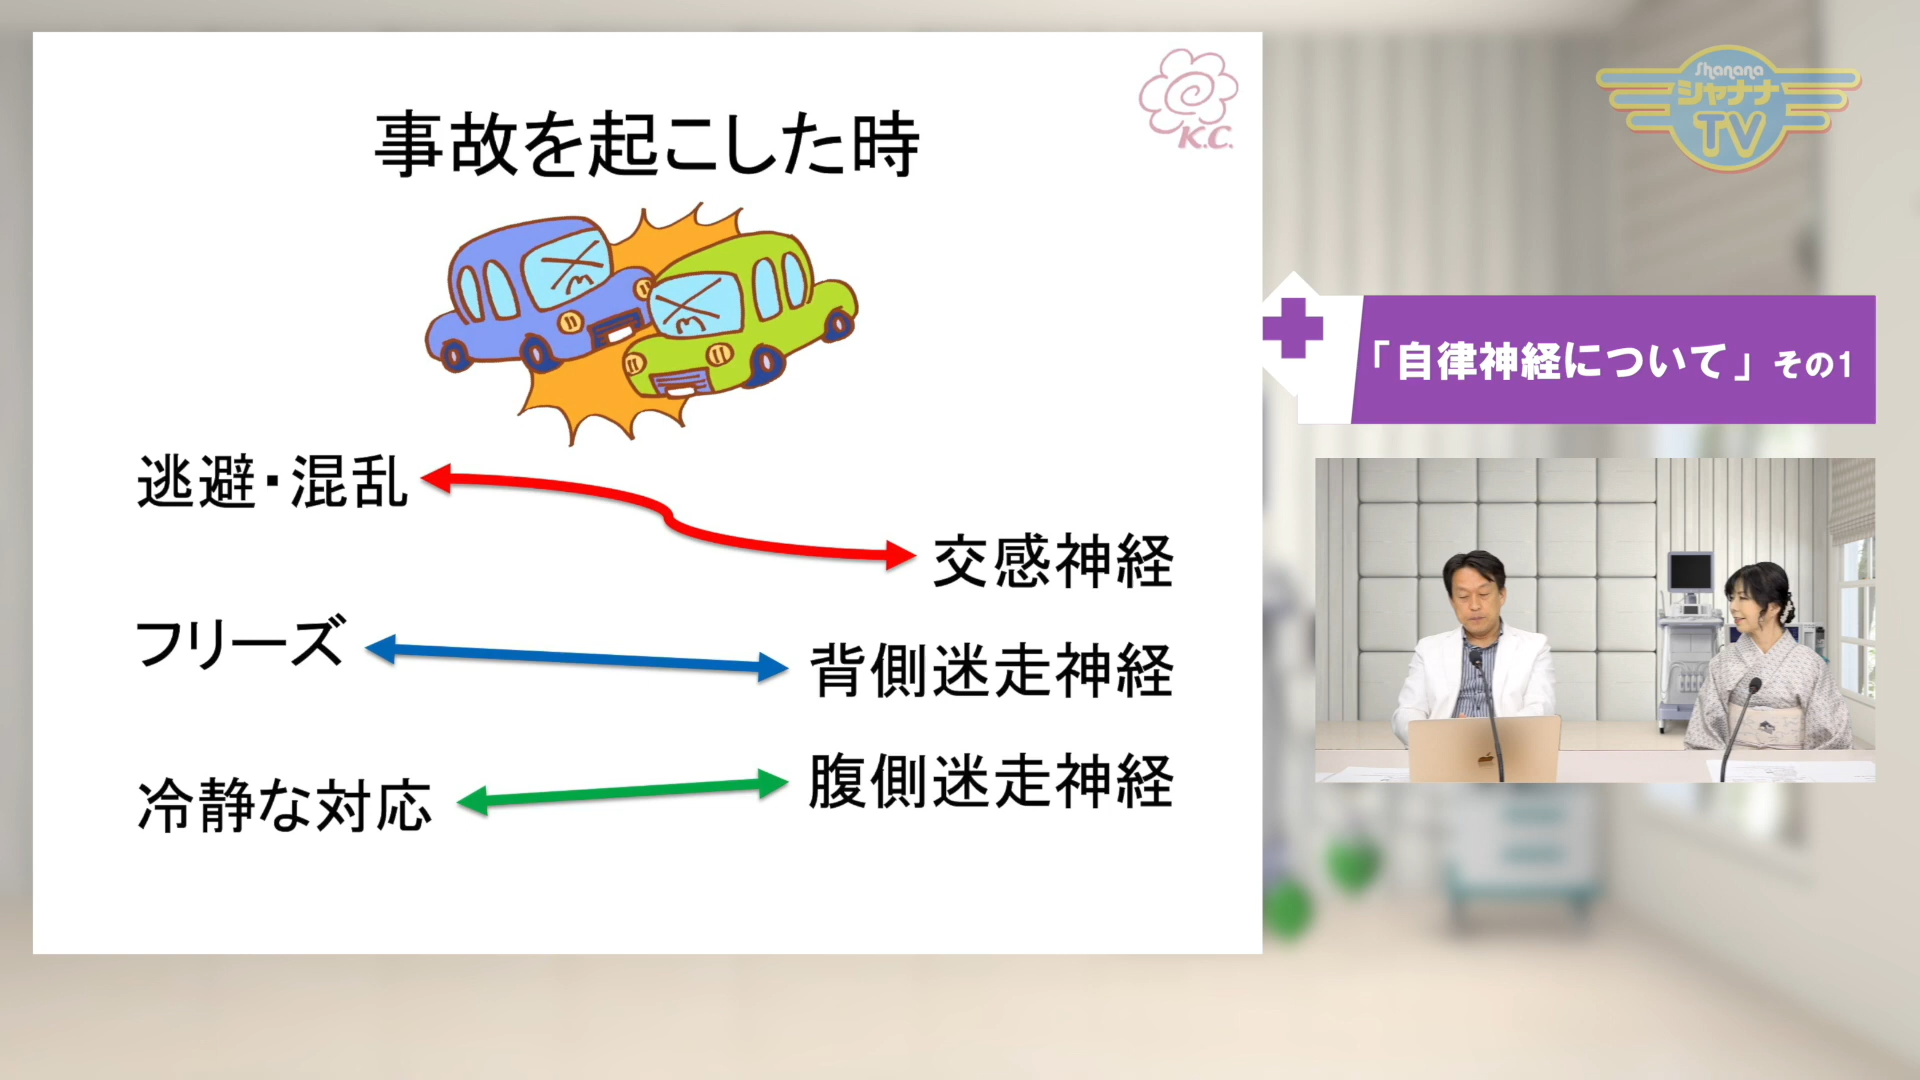 事故を起こした時
K.C.
Shanana
シャナナ
TV
「自律神経について」その1
逃避・混乱
交感神経
フリーズ
背側迷走神経
冷静な対応
腹側迷走神経